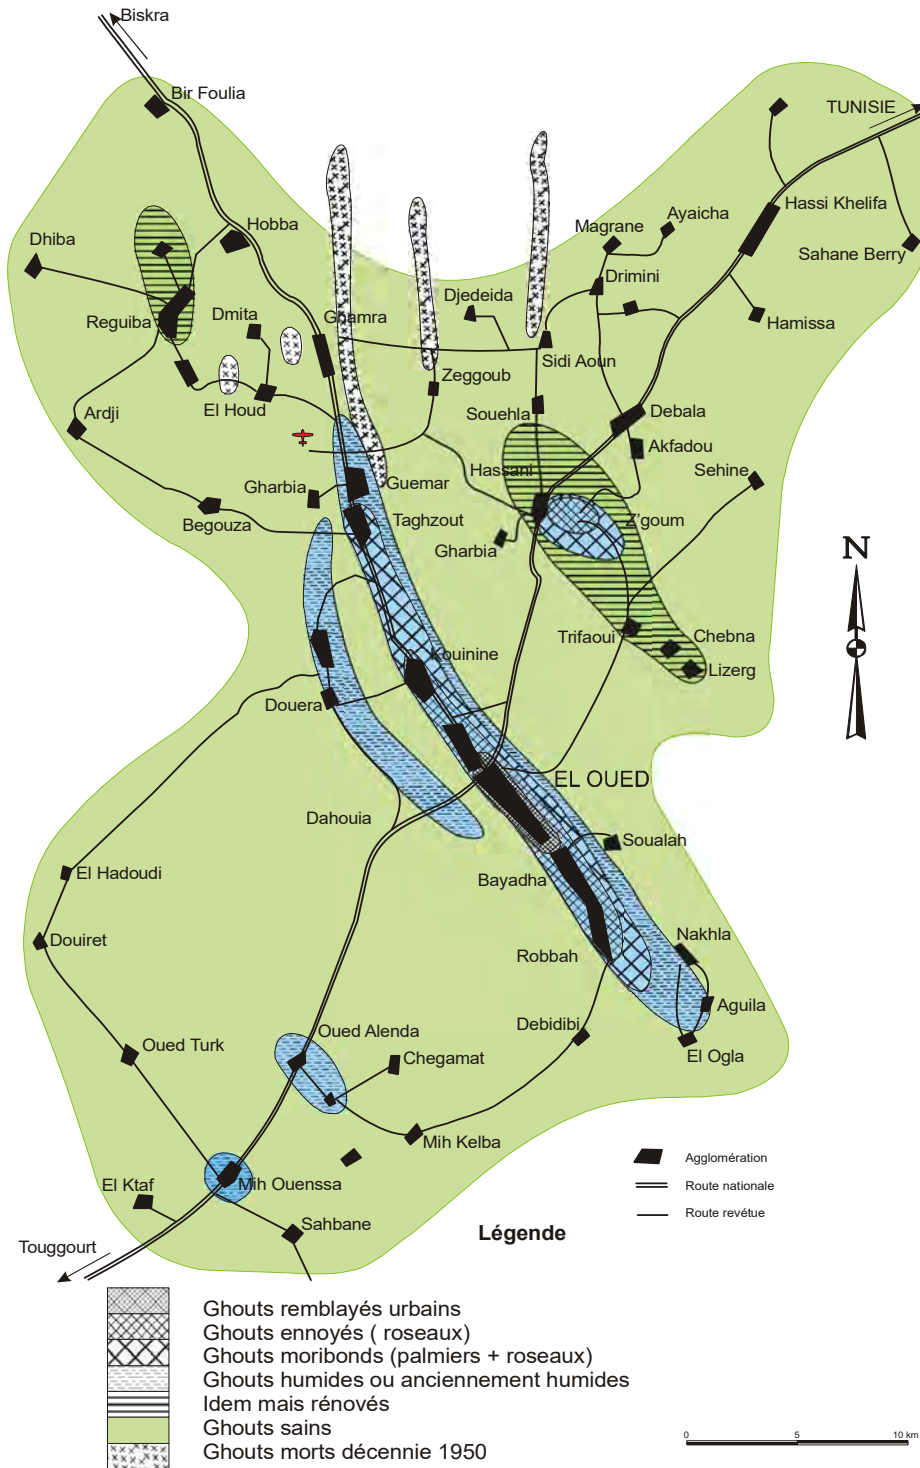 Biskra
Bir Foulia
TUNISIE
Hassi Khelifa
Ayaicha
Magrane
Sahane Berry
Hobba
Dhiba
Drimini
Djedeida
Reguiba
Dmita
Ghamra
Hamissa
Sidi Aoun
Zeggoub
Ardji
El Houd
Souehla
Debala
Akfadou
Hassani
Sehine
Gharbia
Guemar
Begouza
Taghzout
Z'goum
Gharbia
N
Trifaoui
Chebna
Kouinine
Lizerg
Douera
EL OUED
Dahouia
Soualah
El Hadoudi
Bayadha
Douiret
Nakhla
Robbah
Aguila
Debidibi
Oued Alenda
Oued Turk
Chegamat
El Ogla
Mih Kelba
Agglomération
El Ktaf
Mih Ouenssa
Route nationale
Route revétue
Sahbane
Légende
Touggourt
Ghouts remblayés urbains
Ghouts ennoyés ( roseaux)
Ghouts moribonds (palmiers + roseaux)
Ghouts humides ou anciennement humides
Idem mais rénovés
Ghouts sains
Ghouts morts décennie 1950
0 5 10 km